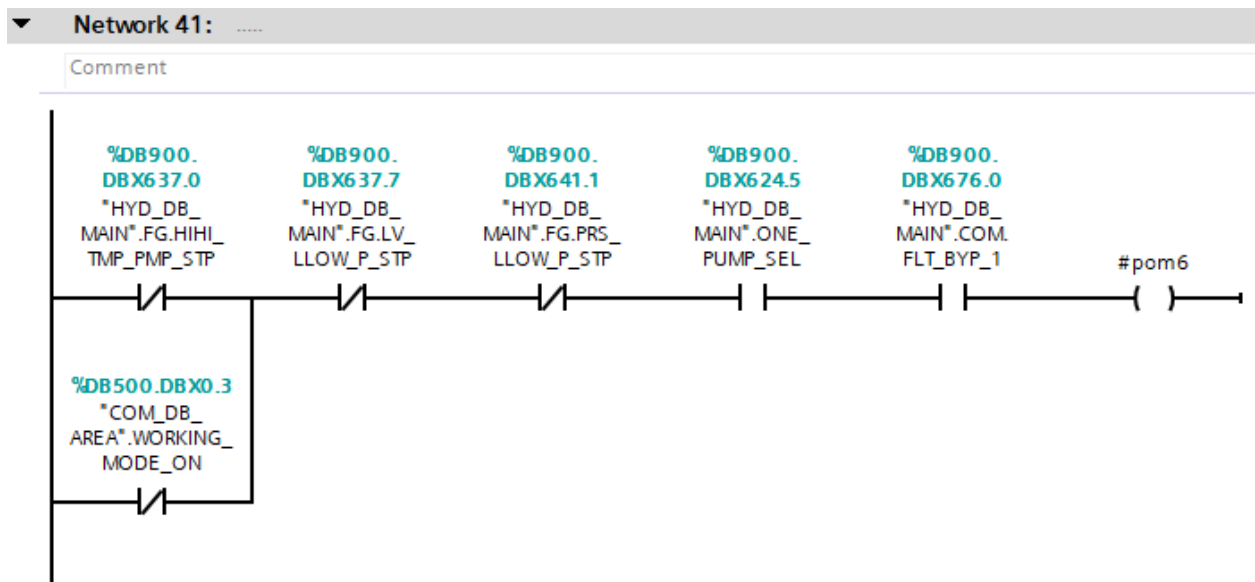 Network 41: .....
Comment
%DB900.
DBX637.0
"HYD_DB_
MAIN".FG.HIHI_
TMP_PMP_STP
%DB900.
DBX637.7
"HYD_DB_
MAIN".FG.LV_
LLOW_P_STP
%DB900.
DBX641.1
"HYD_DB_
MAIN".FG.PRS_
LLOW_P_STP
%DB900.
DBX624.5
"HYD_DB_
MAIN".ONE_
PUMP_SEL
%DB900.
DBX676.0
"HYD_DB_
MAIN".COM.
FLT_BYP_1
#pom6
%DB500.DBX0.3
"COM_DB_
AREA".WORKING_
MODE_ON